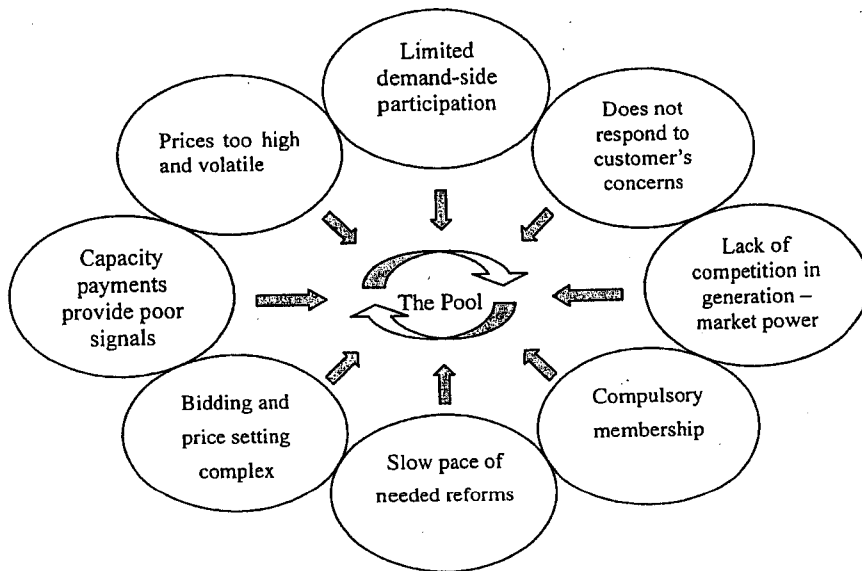 Limited
demand-side
participation
Does not
respond to
customer's
concerns
Lack of
competition in
generation –
market power
Compulsory
membership
Slow pace of
needed reforms
Bidding and
price setting
complex
Capacity
payments
provide poor
signals
Prices too high
and volatile
The Pool